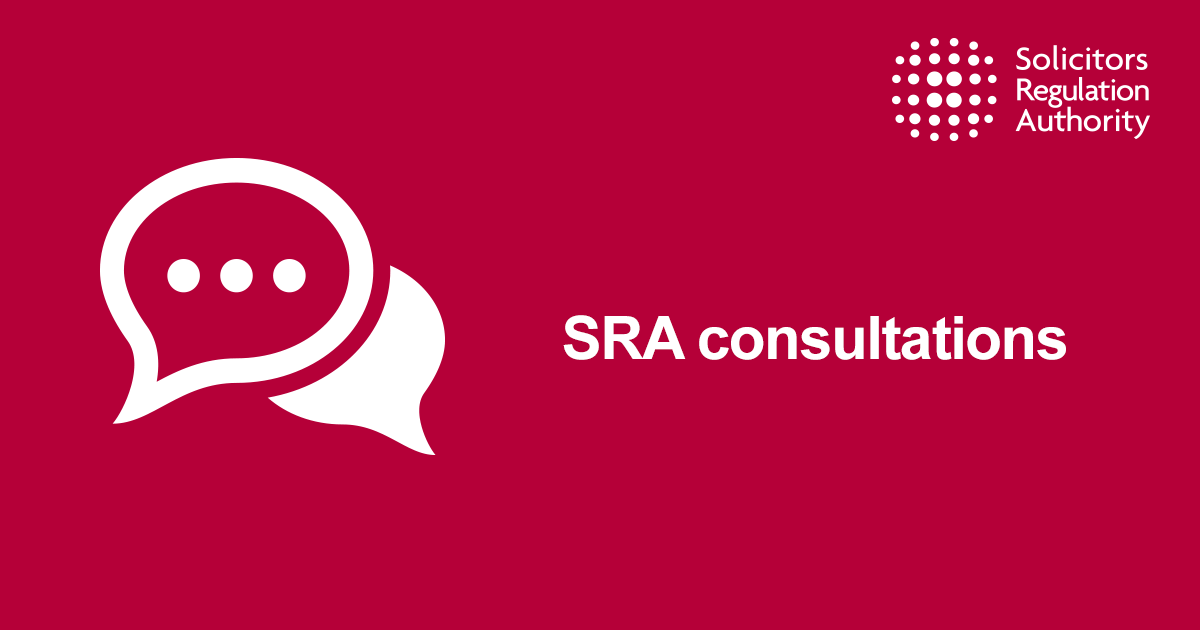 Solicitors
Regulation
Authority
SRA consultations